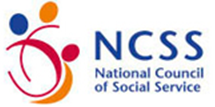 NCSS
National Council
of Social Service